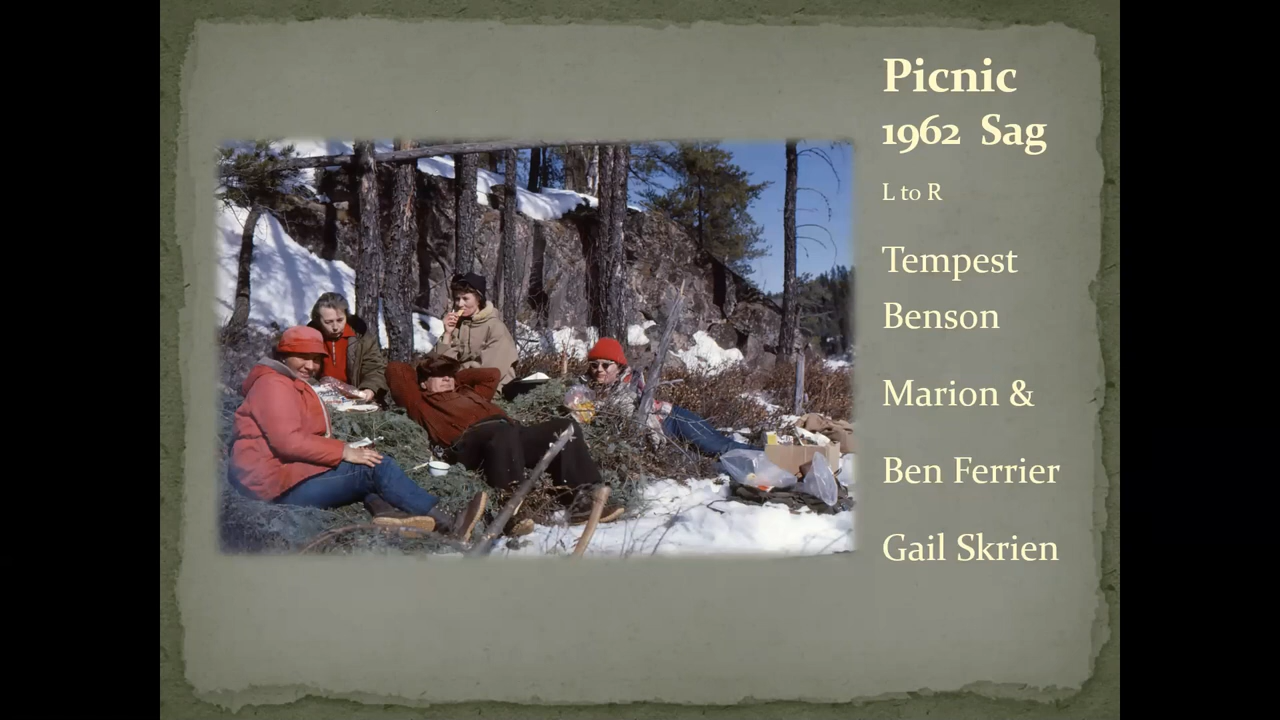 Picnic
1962 Sag
L to R
Tempest
Benson
Marion &
Ben Ferrier
Gail Skrien